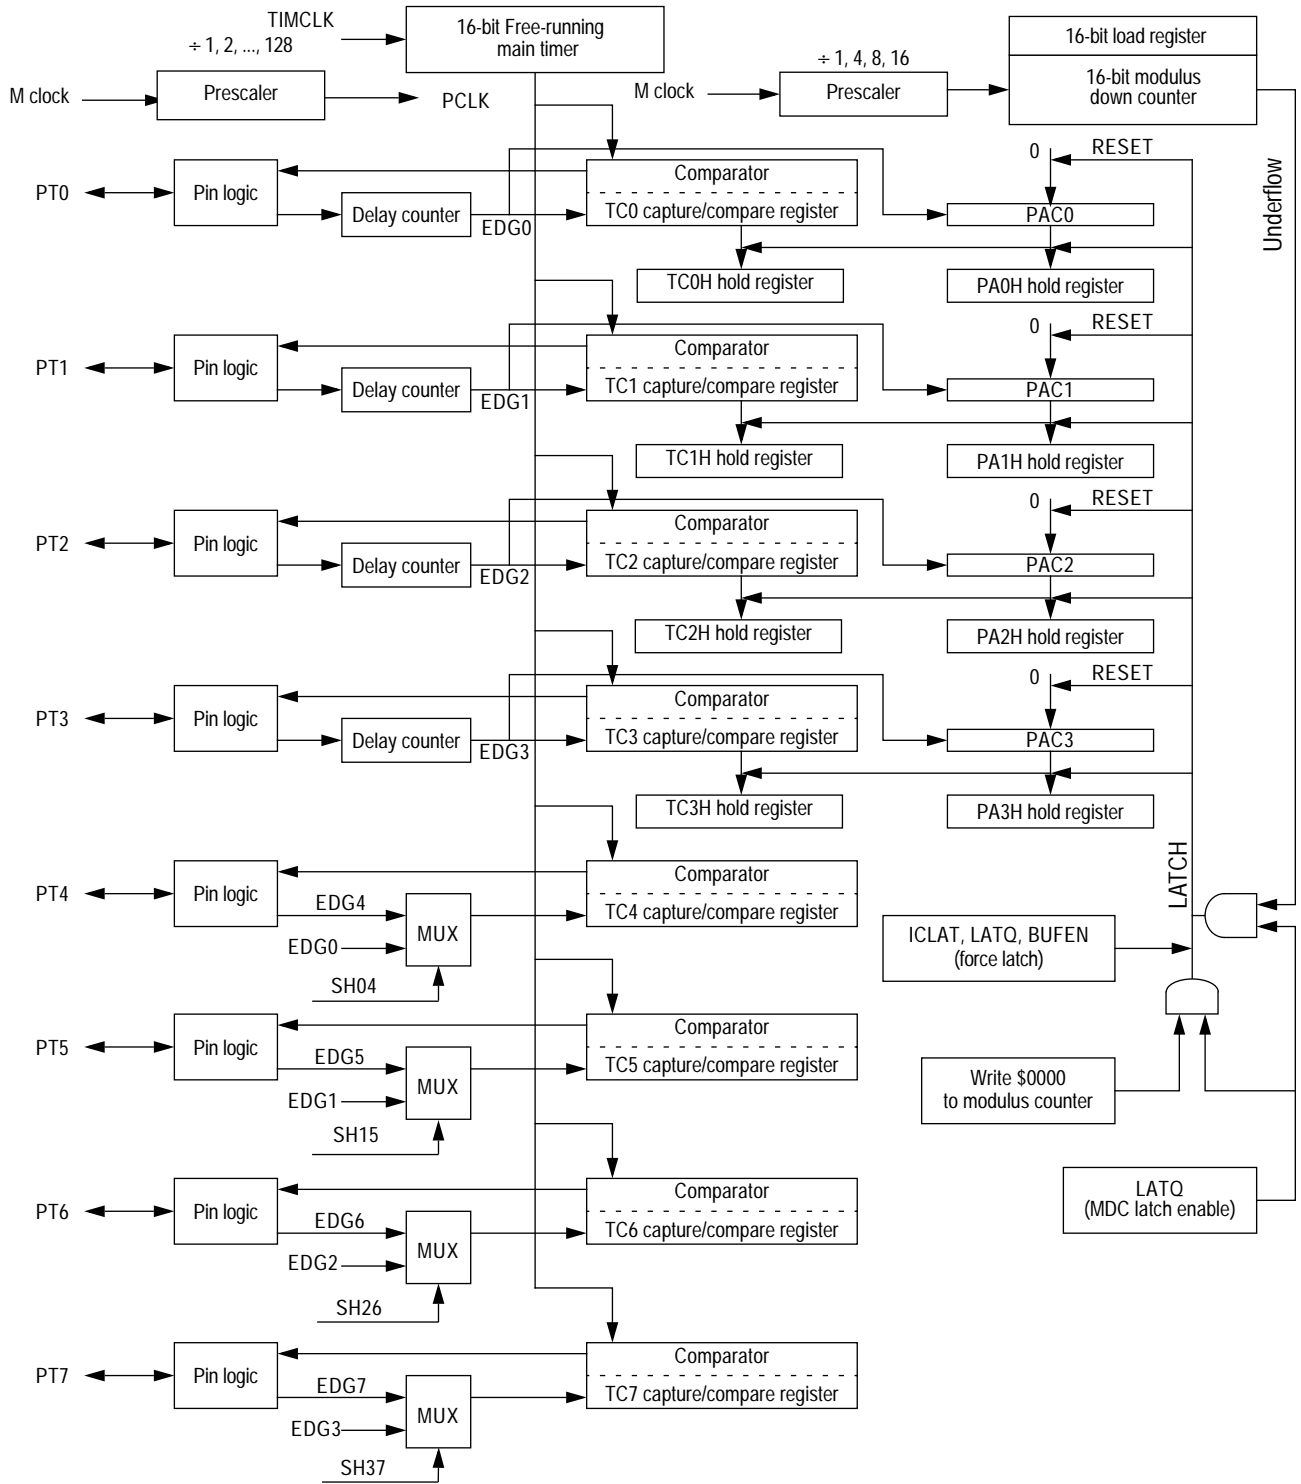 TIMCLK
÷ 1, 2, ..., 128
16-bit Free-running
main timer
M clock
Prescaler
PCLK
÷ 1, 4, 8, 16
M clock
Prescaler
16-bit load register
16-bit modulus
down counter
Underflow
PT0
Pin logic
Delay counter
EDG0
Comparator
TC0 capture/compare register
0
RESET
PAC0
TC0H hold register
PA0H hold register
PT1
Pin logic
Delay counter
EDG1
Comparator
TC1 capture/compare register
0
RESET
PAC1
TC1H hold register
PA1H hold register
PT2
Pin logic
Delay counter
EDG2
Comparator
TC2 capture/compare register
0
RESET
PAC2
TC2H hold register
PA2H hold register
PT3
Pin logic
Delay counter
EDG3
Comparator
TC3 capture/compare register
0
RESET
PAC3
TC3H hold register
PA3H hold register
LATCH
PT4
Pin logic
EDG4
EDG0
MUX
SH04
Comparator
TC4 capture/compare register
ICLAT, LATQ, BUFEN
(force latch)
PT5
Pin logic
EDG5
EDG1
MUX
SH15
Comparator
TC5 capture/compare register
Write $0000
to modulus counter
PT6
Pin logic
EDG6
EDG2
MUX
SH26
Comparator
TC6 capture/compare register
LATQ
(MDC latch enable)
PT7
Pin logic
EDG7
EDG3
MUX
SH37
Comparator
TC7 capture/compare register